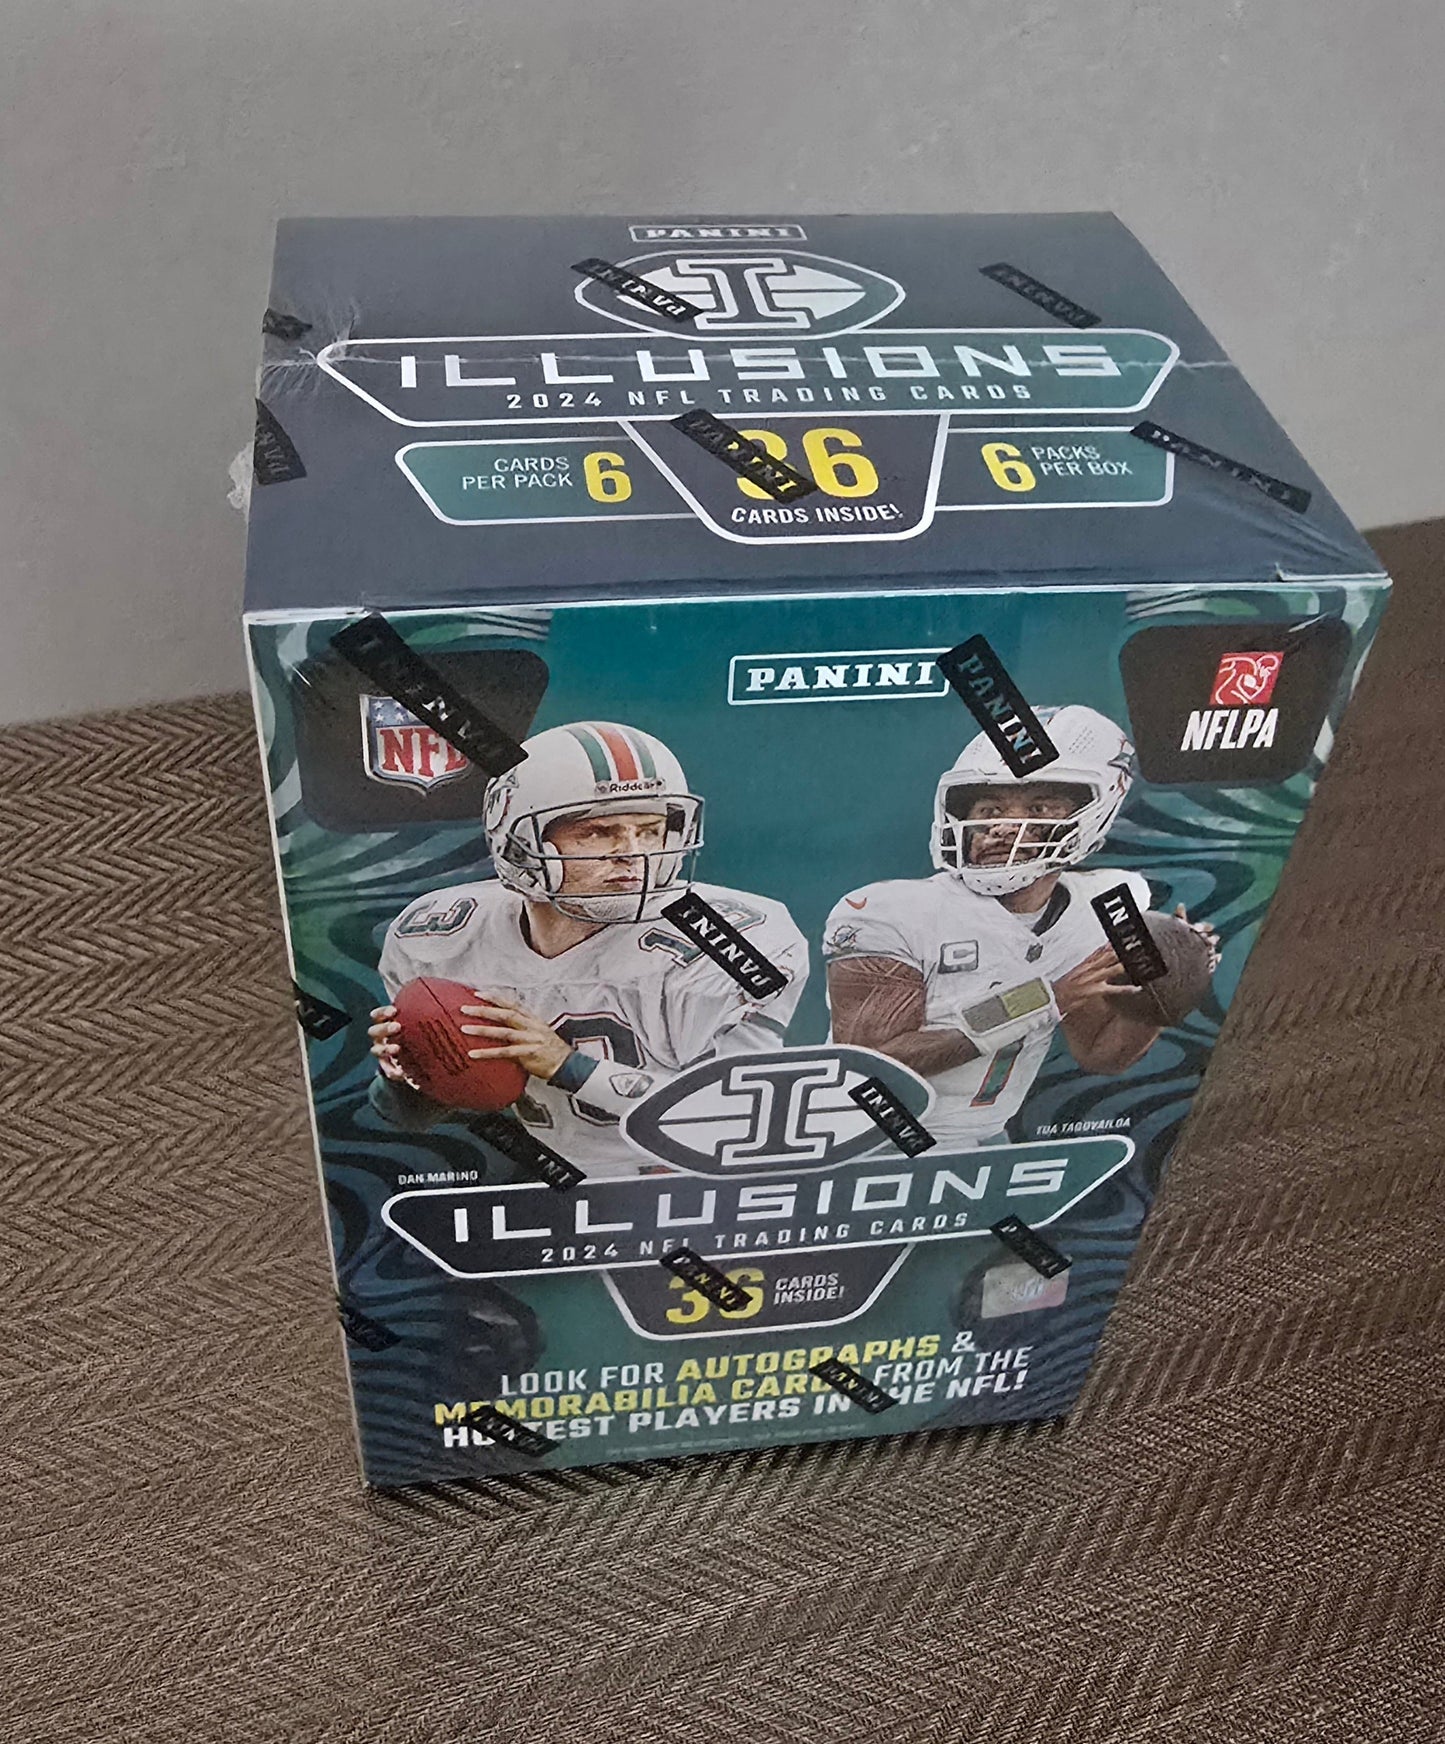 PANINI
I
ILLUSIONS
2024 NFL TRADING CARDS
CARDS PER PACK 6
36 CARDS INSIDE!
6 PACKS PER BOX
PANINI
NFL
NFLPA
Riddell
DAN MARINO
TUA TAGOVAILOA
I
ILLUSIONS
2024 NFL TRADING CARDS
36 CARDS INSIDE!
LOOK FOR AUTOGRAPHS &
MEMORABILIA CARDS FROM THE
HOTTEST PLAYERS IN THE NFL!